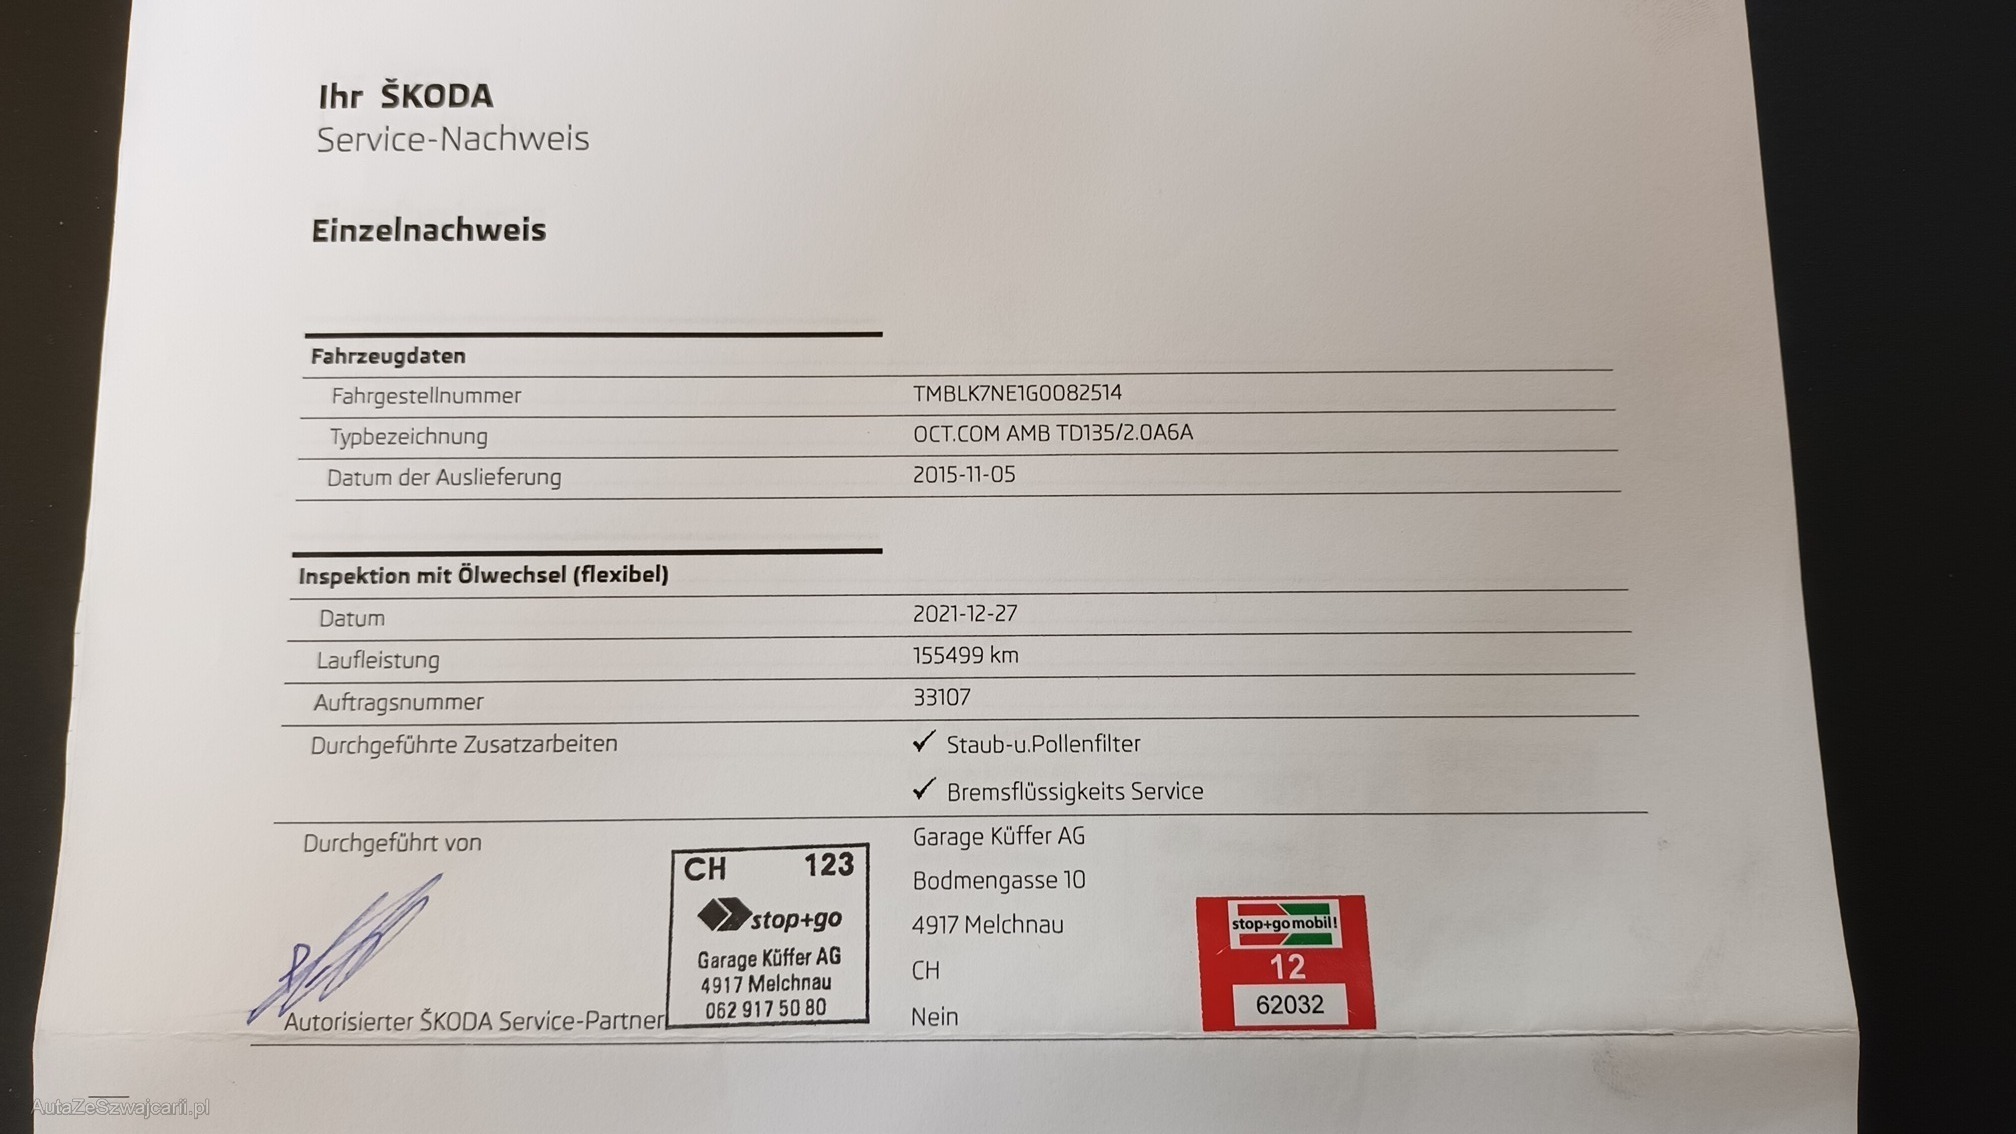 Ihr ŠKODA
Service-Nachweis
Einzelnachweis
Fahrzeugdaten
Fahrgestellnummer TMBLK7NE1G0082514
Typbezeichnung OCT.COM AMB TD135/2.0A6A
Datum der Auslieferung 2015-11-05
Inspektion mit Ölwechsel (flexibel)
Datum 2021-12-27
Laufleistung 155499 km
Auftragsnummer 33107
Durchgeführte Zusatzarbeiten ✓ Staub-u.Pollenfilter
✓ Bremsflüssigkeits Service
Durchgeführt von Garage Küffer AG
Bodmengasse 10
4917 Melchnau
CH
Autorisierter ŠKODA Service-Partner Nein
CH 123
stop+go
Garage Küffer AG
4917 Melchnau
062 917 50 80
stop+go mobil!
12
62032
AutaZeSzwajcarii.pl